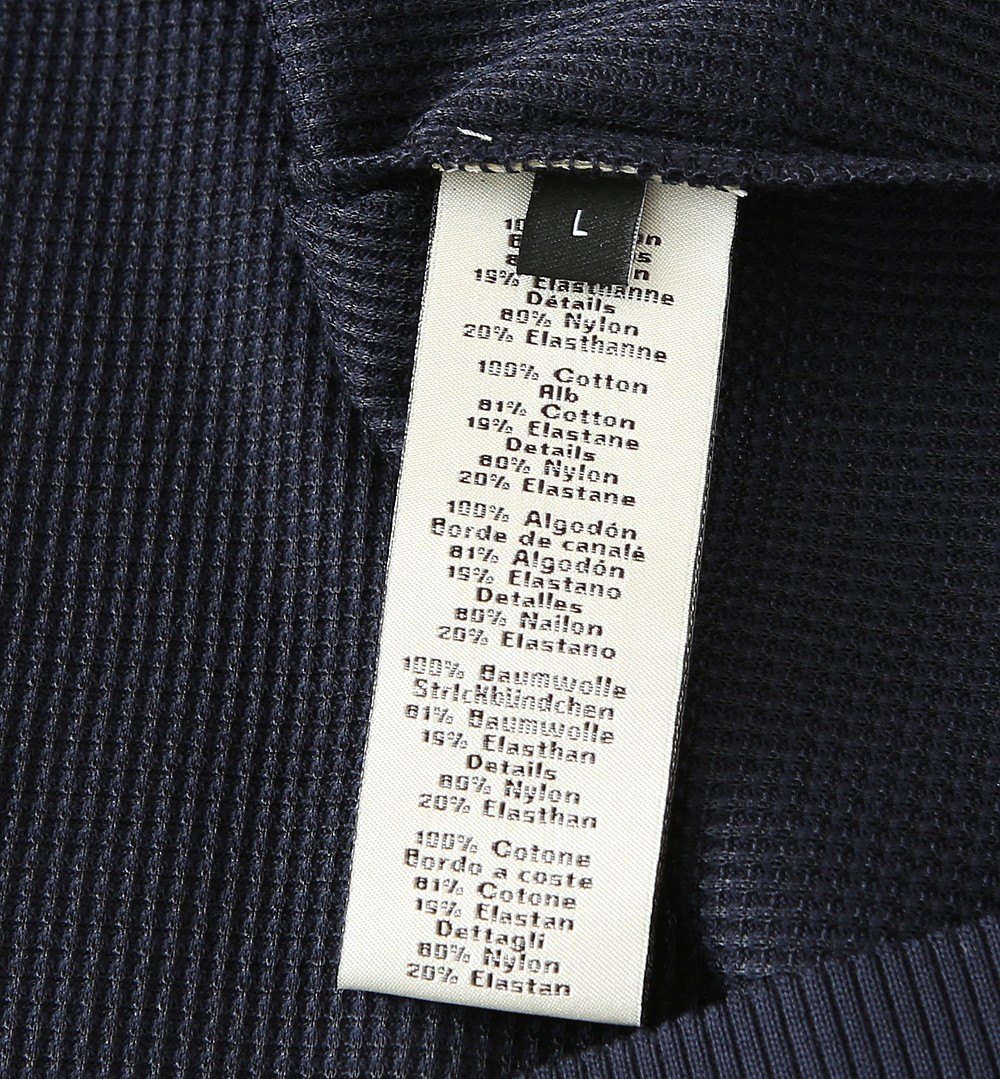 L
19% Elasthanne
Détails
80% Nylon
20% Elasthanne
100% Cotton
Rib
81% Cotton
19% Elastane
Details
80% Nylon
20% Elastane
100% Algodón
Borde de canalé
81% Algodón
19% Elastano
Detalles
80% Nailon
20% Elastano
100% Baumwolle
Strickbündchen
81% Baumwolle
19% Elasthan
Details
80% Nylon
20% Elasthan
100% Cotone
Bordo a coste
81% Cotone
19% Elastan
Dettagli
80% Nylon
20% Elastan